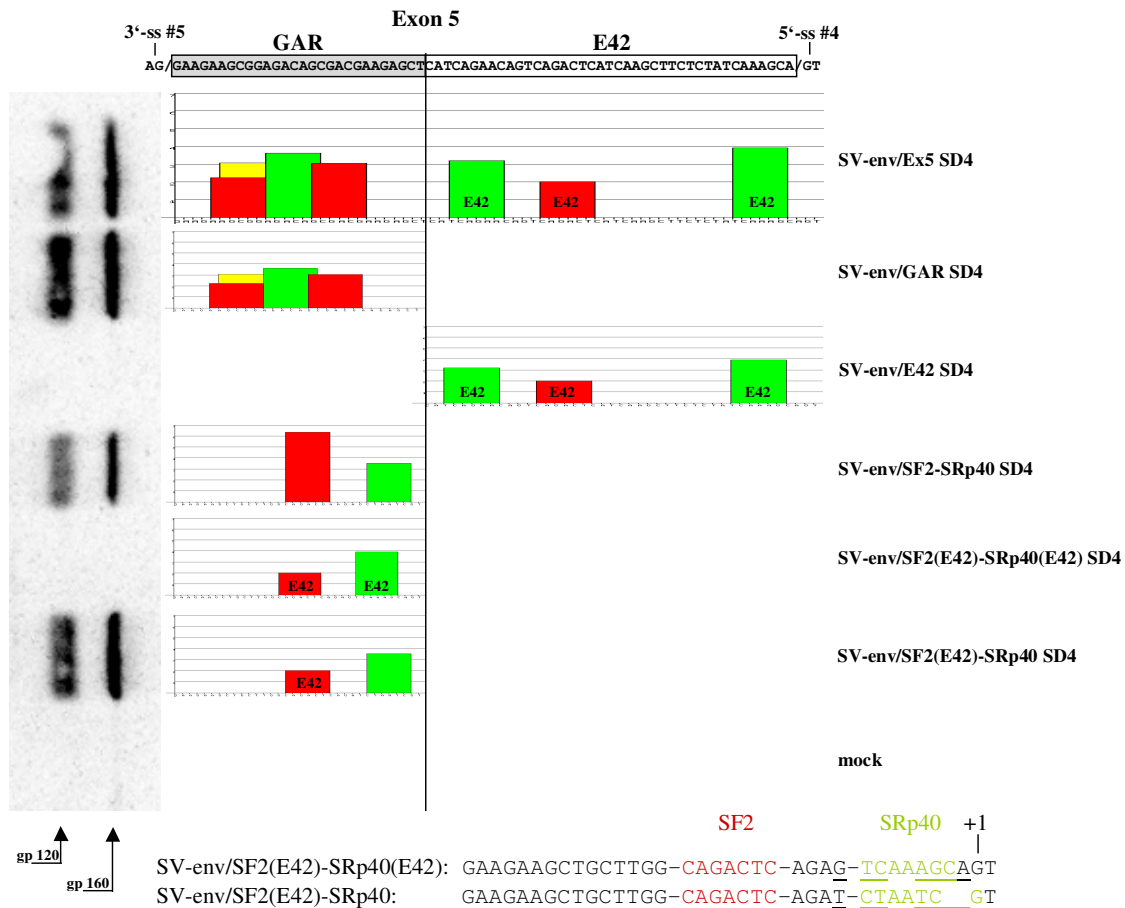 Exon 5
3‘-ss #5
GAR
E42
5‘-ss #4
AG/GAAGAAGCGGAGACAGCGACGAAGAGCTCATCAGAACAGTCAGACTCATCAAGCTTCTCTATCAAAGCA/GT
SV-env/Ex5 SD4
E42
E42
E42
SV-env/GAR SD4
SV-env/E42 SD4
E42
E42
E42
SV-env/SF2-SRp40 SD4
SV-env/SF2(E42)-SRp40(E42) SD4
E42
E42
SV-env/SF2(E42)-SRp40 SD4
E42
mock
gp 120
gp 160
SF2
SRp40
+1
SV-env/SF2(E42)-SRp40(E42): GAAGAAGCTGCTTGG-CAGACTC-AGAG-TCAAAGCAGT
SV-env/SF2(E42)-SRp40: GAAGAAGCTGCTTGG-CAGACTC-AGAT-CTAATC GT